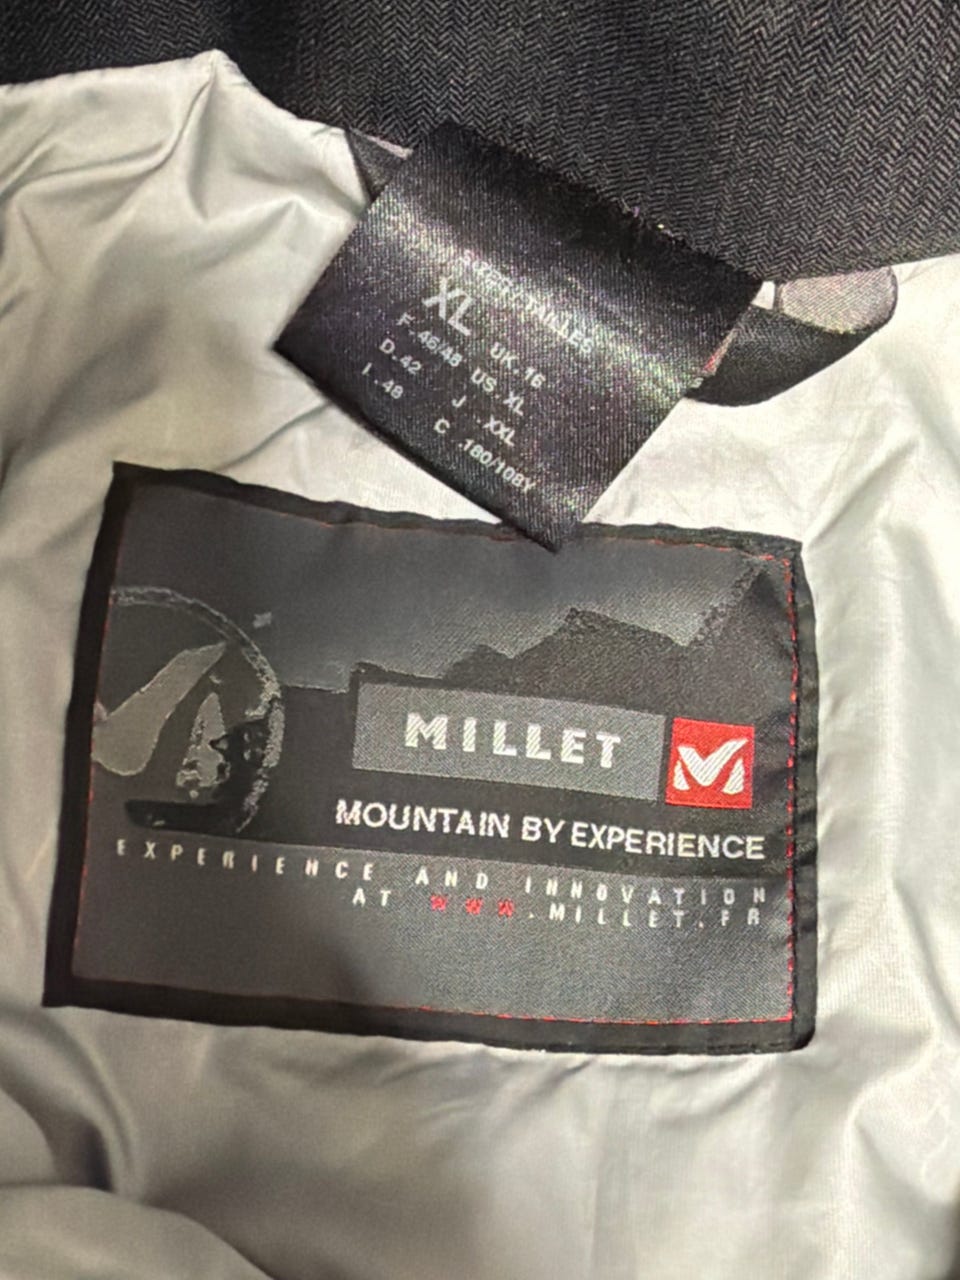 SIZES / TAILLES
XL UK. 16
F. 46/48 US. XL
D. 42 J .XXL
I . 48 C .180/108Y
MILLET
MOUNTAIN BY EXPERIENCE
EXPERIENCE AND INNOVATION
AT WWW.MILLET.FR